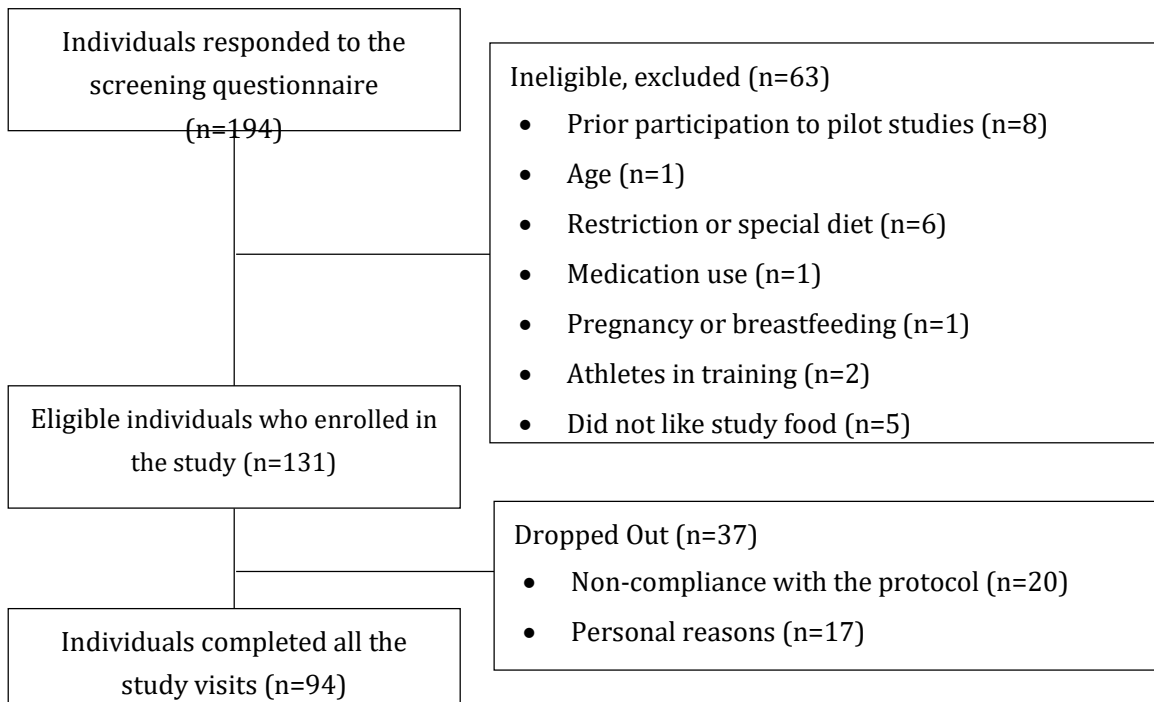 Individuals responded to the
screening questionnaire
(n=194)
Ineligible, excluded (n=63)
• Prior participation to pilot studies (n=8)
• Age (n=1)
• Restriction or special diet (n=6)
• Medication use (n=1)
• Pregnancy or breastfeeding (n=1)
• Athletes in training (n=2)
• Did not like study food (n=5)
Eligible individuals who enrolled in
the study (n=131)
Dropped Out (n=37)
• Non-compliance with the protocol (n=20)
• Personal reasons (n=17)
Individuals completed all the
study visits (n=94)